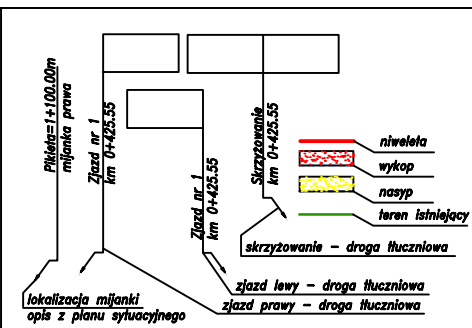 Pikieta=1+100.00m
mijanka prawa
Zjazd nr 1
km 0+425.55
Zjazd nr 1
km 0+425.55
Skrzyżowanie
km 0+425.55
niweleta
wykop
nasyp
teren istniejący
skrzyżowanie – droga tłuczniowa
zjazd lewy – droga tłuczniowa
zjazd prawy – droga tłuczniowa
lokalizacja mijanki
opis z planu sytuacyjnego